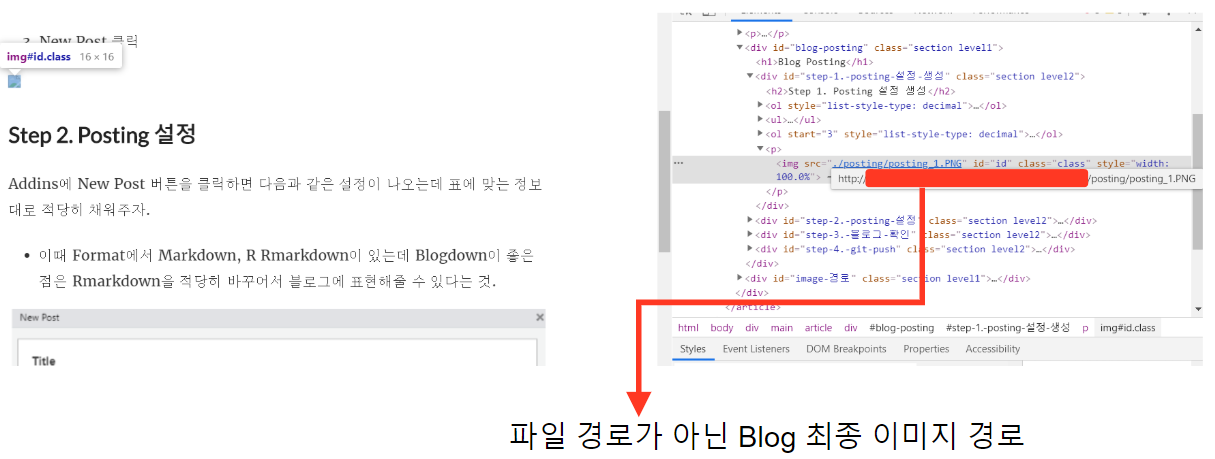 3. New Post 클릭
img#id.class 16 × 16
Step 2. Posting 설정
Addins에 New Post 버튼을 클릭하면 다음과 같은 설정이 나오는데 표에 맞는 정보
대로 적당히 채워주자.
• 이때 Format에서 Markdown, R Rmarkdown이 있는데 Blogdown이 좋은
점은 Rmarkdown을 적당히 바꾸어서 블로그에 표현해줄 수 있다는 것.
New Post ×
Title
▶<p>…</p>
▼<div id="blog-posting" class="section level1">
<h1>Blog Posting</h1>
▼<div id="step-1.-posting-설정-생성" class="section level2">
<h2>Step 1. Posting 설정 생성</h2>
▶<ol style="list-style-type: decimal">…</ol>
▶<ul>…</ul>
▶<ol start="3" style="list-style-type: decimal">…</ol>
▼<p>
… <img src="./posting/posting_1.PNG" id="id" class="class" style="width:
100.0%">
http:// /posting/posting_1.PNG
</p>
</div>
▶<div id="step-2.-posting-설정" class="section level2">…</div>
▶<div id="step-3.-블로그-확인" class="section level2">…</div>
▶<div id="step-4.-git-push" class="section level2">…</div>
</div>
▶<div id="image-경로" class="section level1">…</div>
</div>
</article>
html body div main article div #blog-posting #step-1.-posting-설정-생성 p img#id.class
Styles Event Listeners DOM Breakpoints Properties Accessibility
파일 경로가 아닌 Blog 최종 이미지 경로